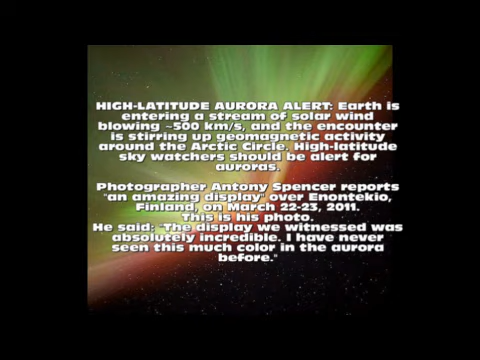 HIGH-LATITUDE AURORA ALERT: Earth is
entering a stream of solar wind
blowing ~500 km/s, and the encounter
is stirring up geomagnetic activity
around the Arctic Circle. High-latitude
sky watchers should be alert for
auroras.
Photographer Antony Spencer reports
"an amazing display" over Enontekio,
Finland, on March 22-23, 2011.
This is his photo.
He said: "The display we witnessed was
absolutely incredible. I have never
seen this much color in the aurora
before."